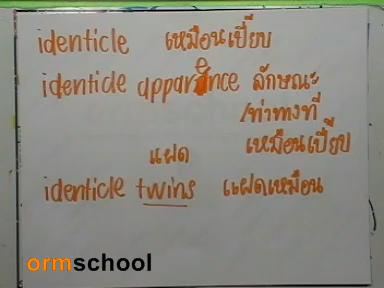 identicle เหมือนเปี๊ยบ
identicle apparence ลักษณะ
/ท่าทางที่
เหมือนเปี๊ยบ
แฝด
identicle twins แฝดเหมือน
ormschool